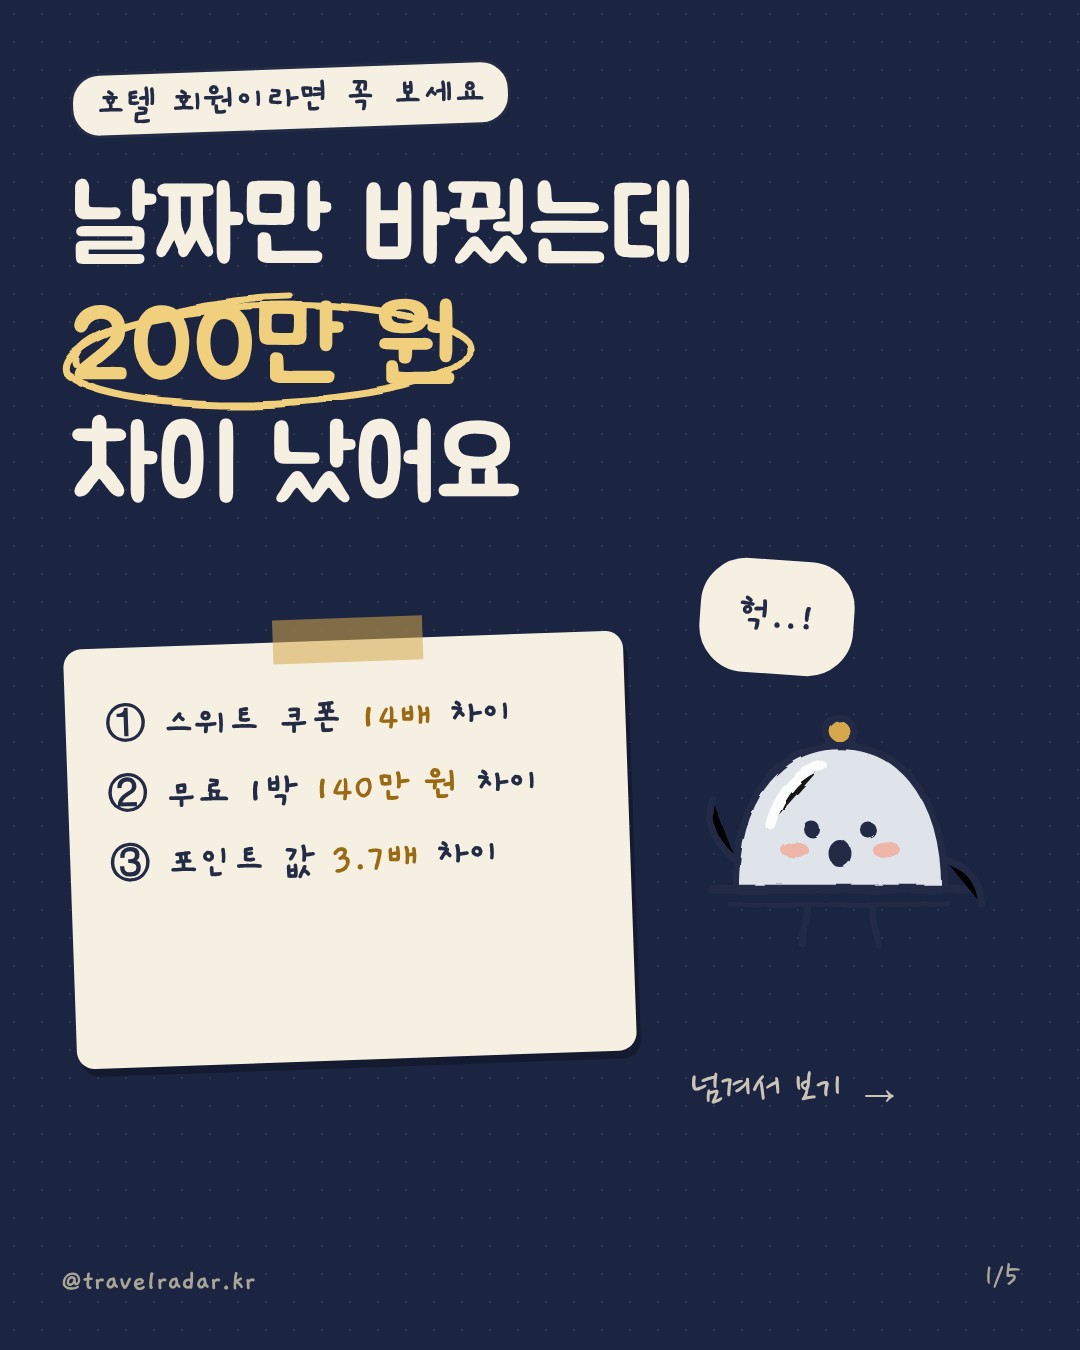 호텔 회원이라면 꼭 보세요
날짜만 바꿨는데
200만 원
차이 났어요
헉..!
① 스위트 쿠폰 14배 차이
② 무료 1박 140만 원 차이
③ 포인트 값 3.7배 차이
넘겨서 보기 →
@travelradar.kr
1/5